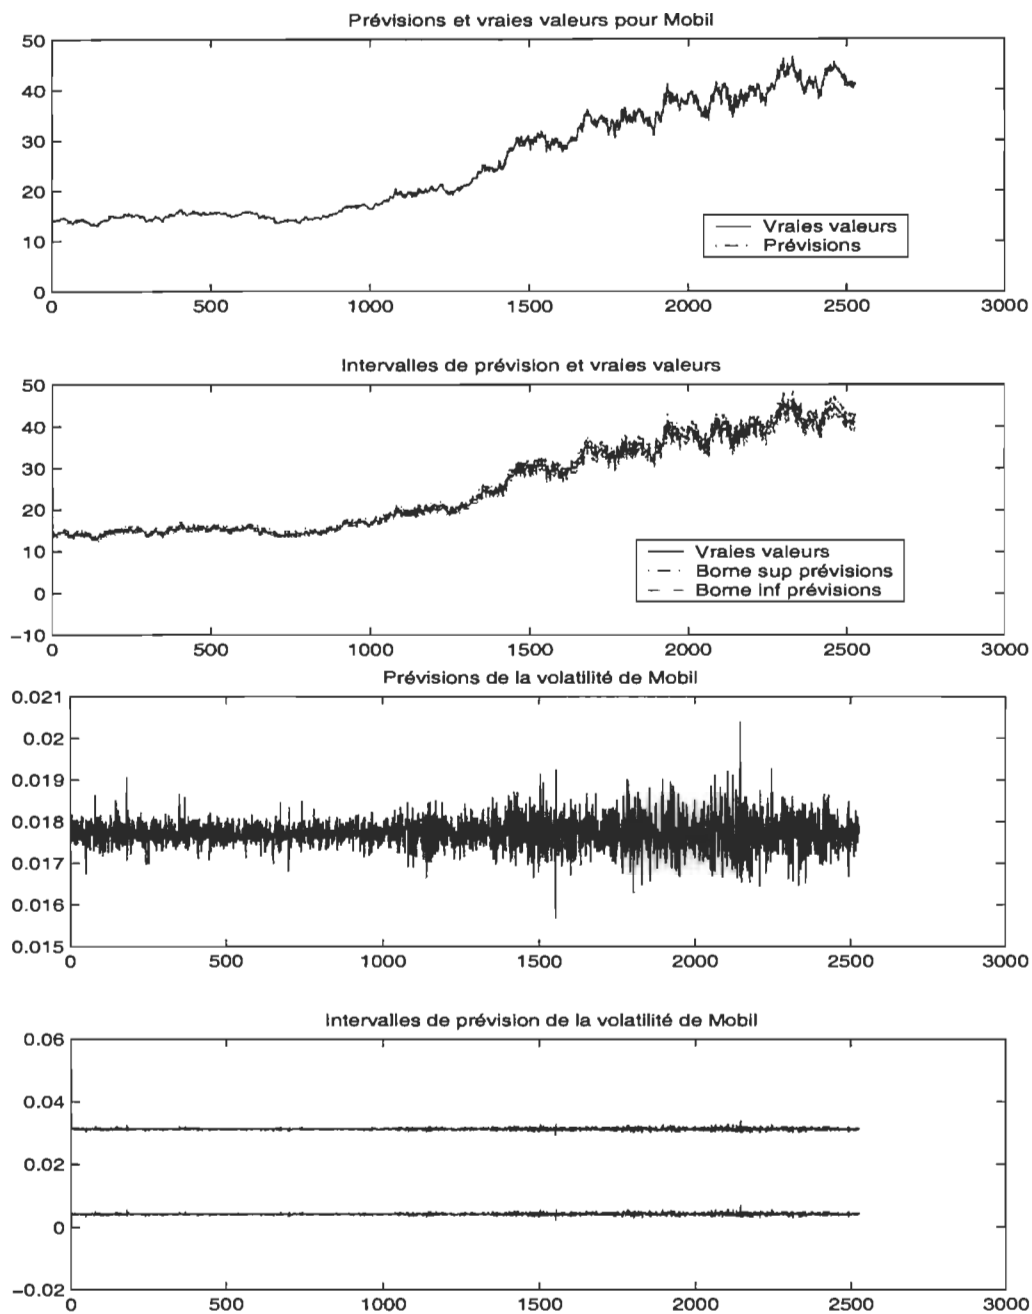 Prévisions et vraies valeurs pour Mobil
50
40
30
20
10
0
0 500 1000 1500 2000 2500 3000
Vraies valeurs
Prévisions
Intervalles de prévision et vraies valeurs
50
40
30
20
10
0
-10
0 500 1000 1500 2000 2500 3000
Vraies valeurs
Borne sup prévisions
Borne inf prévisions
Prévisions de la volatilité de Mobil
0.021
0.02
0.019
0.018
0.017
0.016
0.015
0 500 1000 1500 2000 2500 3000
Intervalles de prévision de la volatilité de Mobil
0.06
0.04
0.02
0
-0.02
0 500 1000 1500 2000 2500 3000